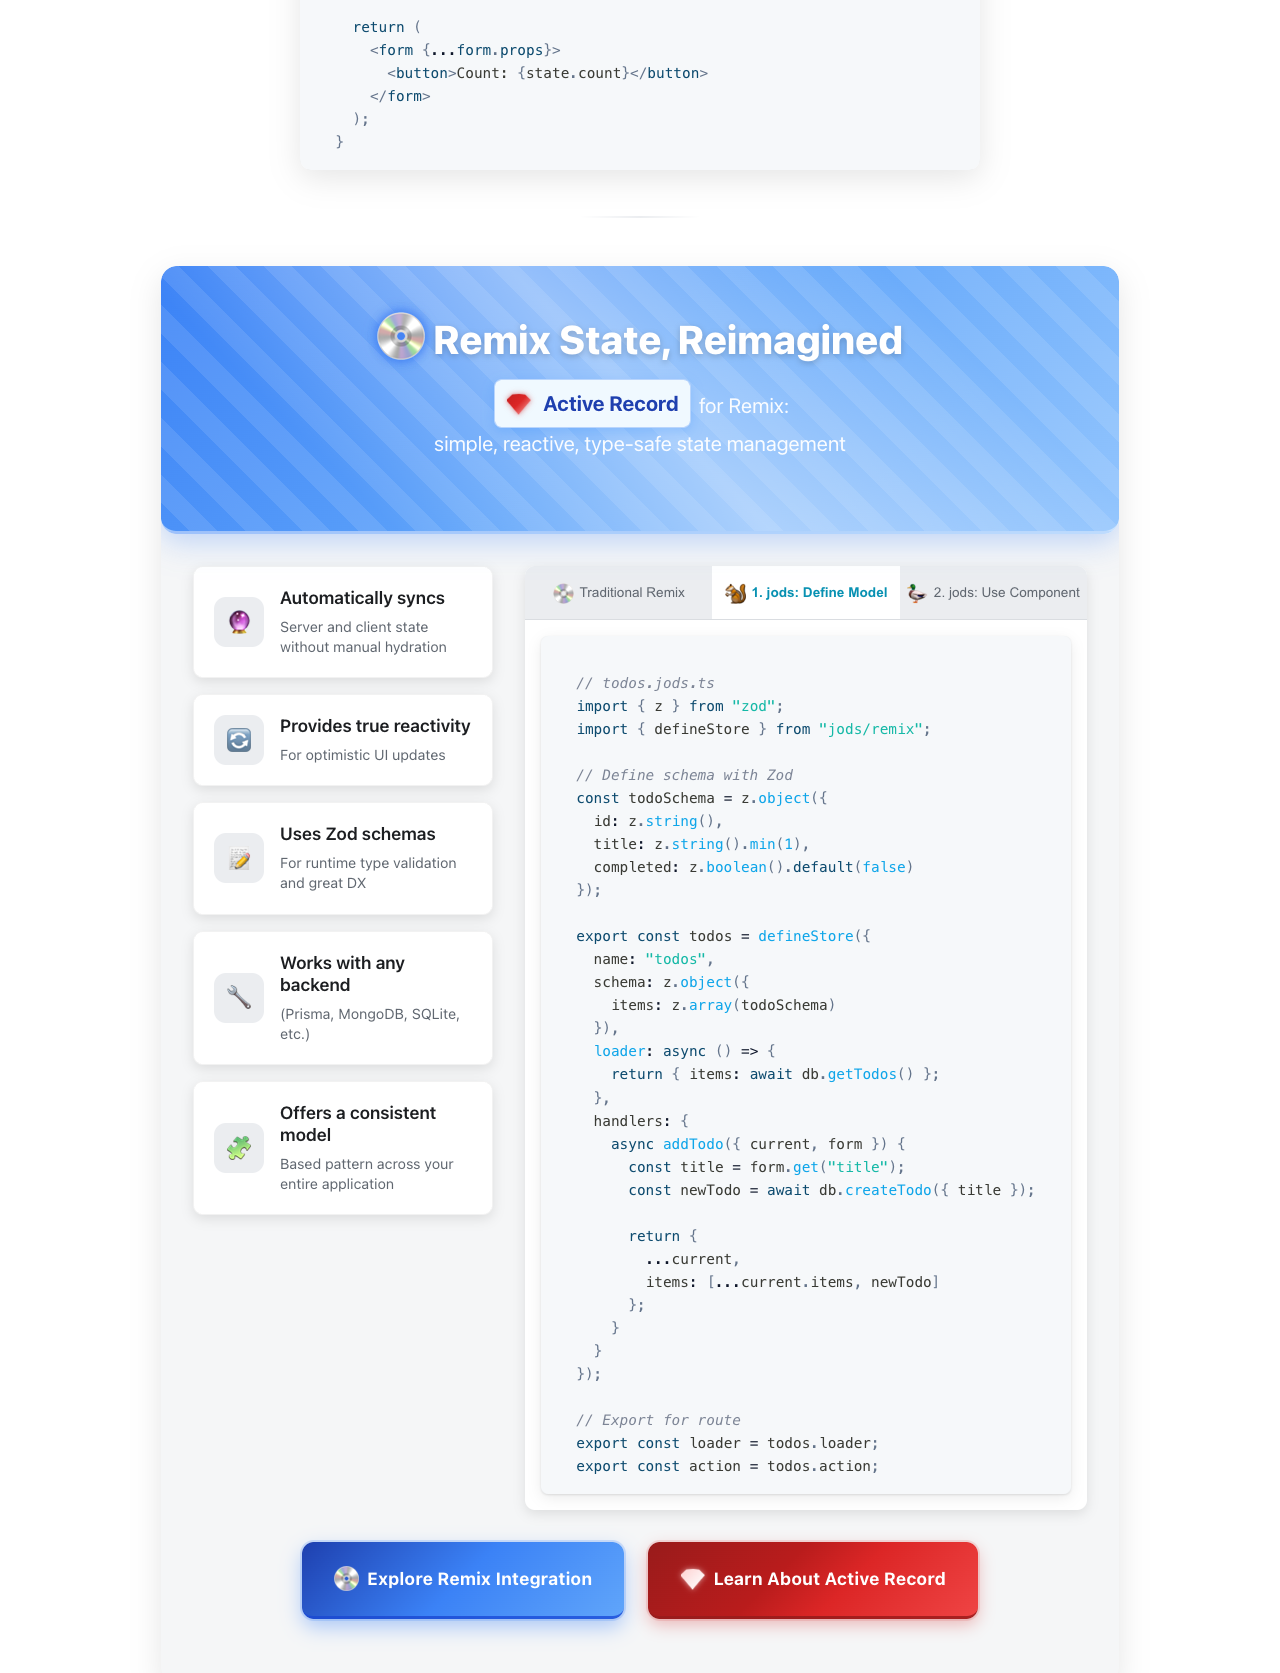 return (
<form {...form.props}>
<button>Count: {state.count}</button>
</form>
);
}
Remix State, Reimagined
Active Record for Remix:
simple, reactive, type-safe state management
Automatically syncs
Server and client state
without manual hydration
Provides true reactivity
For optimistic UI updates
Uses Zod schemas
For runtime type validation
and great DX
Works with any
backend
(Prisma, MongoDB, SQLite,
etc.)
Offers a consistent
model
Based pattern across your
entire application
Traditional Remix
1. jods: Define Model
2. jods: Use Component
// todos.jods.ts
import { z } from "zod";
import { defineStore } from "jods/remix";
// Define schema with Zod
const todoSchema = z.object({
id: z.string(),
title: z.string().min(1),
completed: z.boolean().default(false)
});
export const todos = defineStore({
name: "todos",
schema: z.object({
items: z.array(todoSchema)
}),
loader: async () => {
return { items: await db.getTodos() };
},
handlers: {
async addTodo({ current, form }) {
const title = form.get("title");
const newTodo = await db.createTodo({ title });
return {
...current,
items: [...current.items, newTodo]
};
}
}
});
// Export for route
export const loader = todos.loader;
export const action = todos.action;
Explore Remix Integration
Learn About Active Record